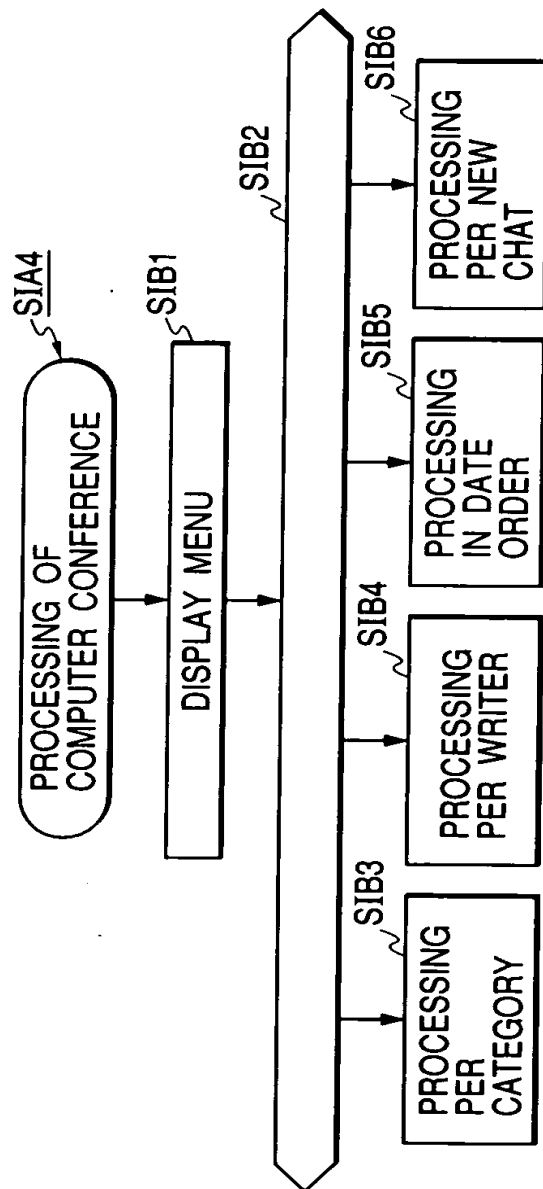 SIA4
PROCESSING OF
COMPUTER CONFERENCE
SIB1
DISPLAY MENU
SIB2
SIB3
PROCESSING
PER
CATEGORY
SIB4
PROCESSING
PER WRITER
SIB5
PROCESSING
IN DATE
ORDER
SIB6
PROCESSING
PER NEW
CHAT